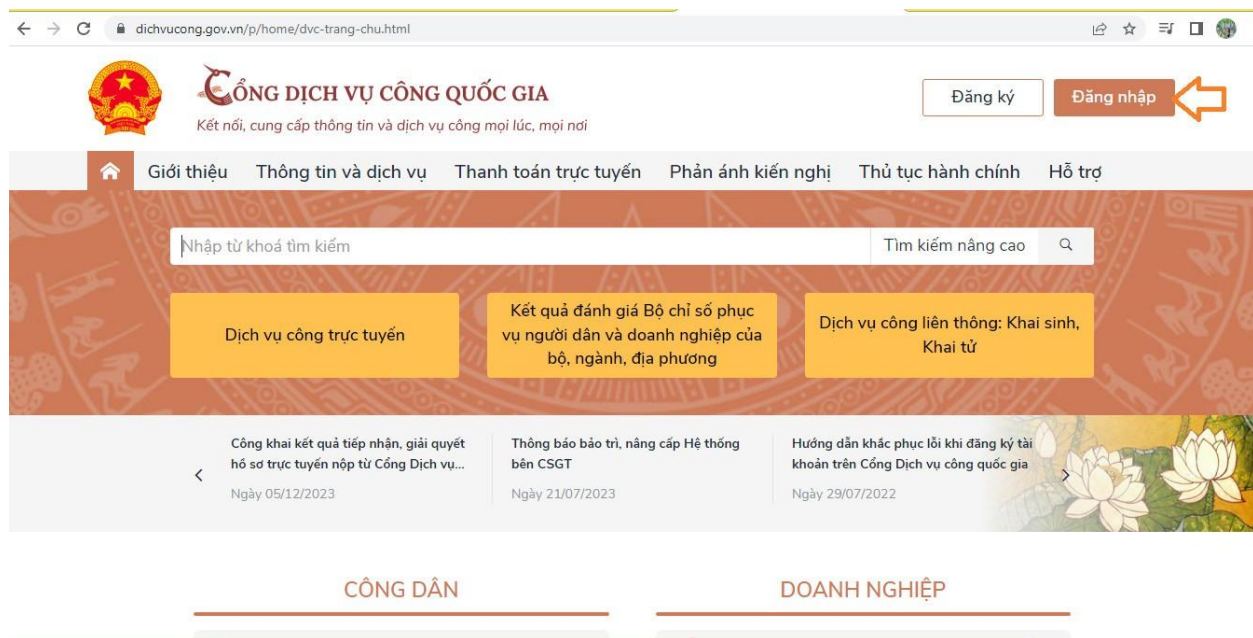 dichvucong.gov.vn/p/home/dvc-trang-chu.html
CỔNG DỊCH VỤ CÔNG QUỐC GIA
Kết nối, cung cấp thông tin và dịch vụ công mọi lúc, mọi nơi
Đăng ký
Đăng nhập
Giới thiệu
Thông tin và dịch vụ
Thanh toán trực tuyến
Phản ánh kiến nghị
Thủ tục hành chính
Hỗ trợ
Nhập từ khoá tìm kiếm
Tìm kiếm nâng cao
Dịch vụ công trực tuyến
Kết quả đánh giá Bộ chỉ số phục
vụ người dân và doanh nghiệp của
bộ, ngành, địa phương
Dịch vụ công liên thông: Khai sinh,
Khai tử
Công khai kết quả tiếp nhận, giải quyết
hồ sơ trực tuyến nộp từ Cổng Dịch vụ...
Ngày 05/12/2023
Thông báo bảo trì, nâng cấp Hệ thống
bên CSGT
Ngày 21/07/2023
Hướng dẫn khắc phục lỗi khi đăng ký tài
khoản trên Cổng Dịch vụ công quốc gia
Ngày 29/07/2022
CÔNG DÂN
DOANH NGHIỆP